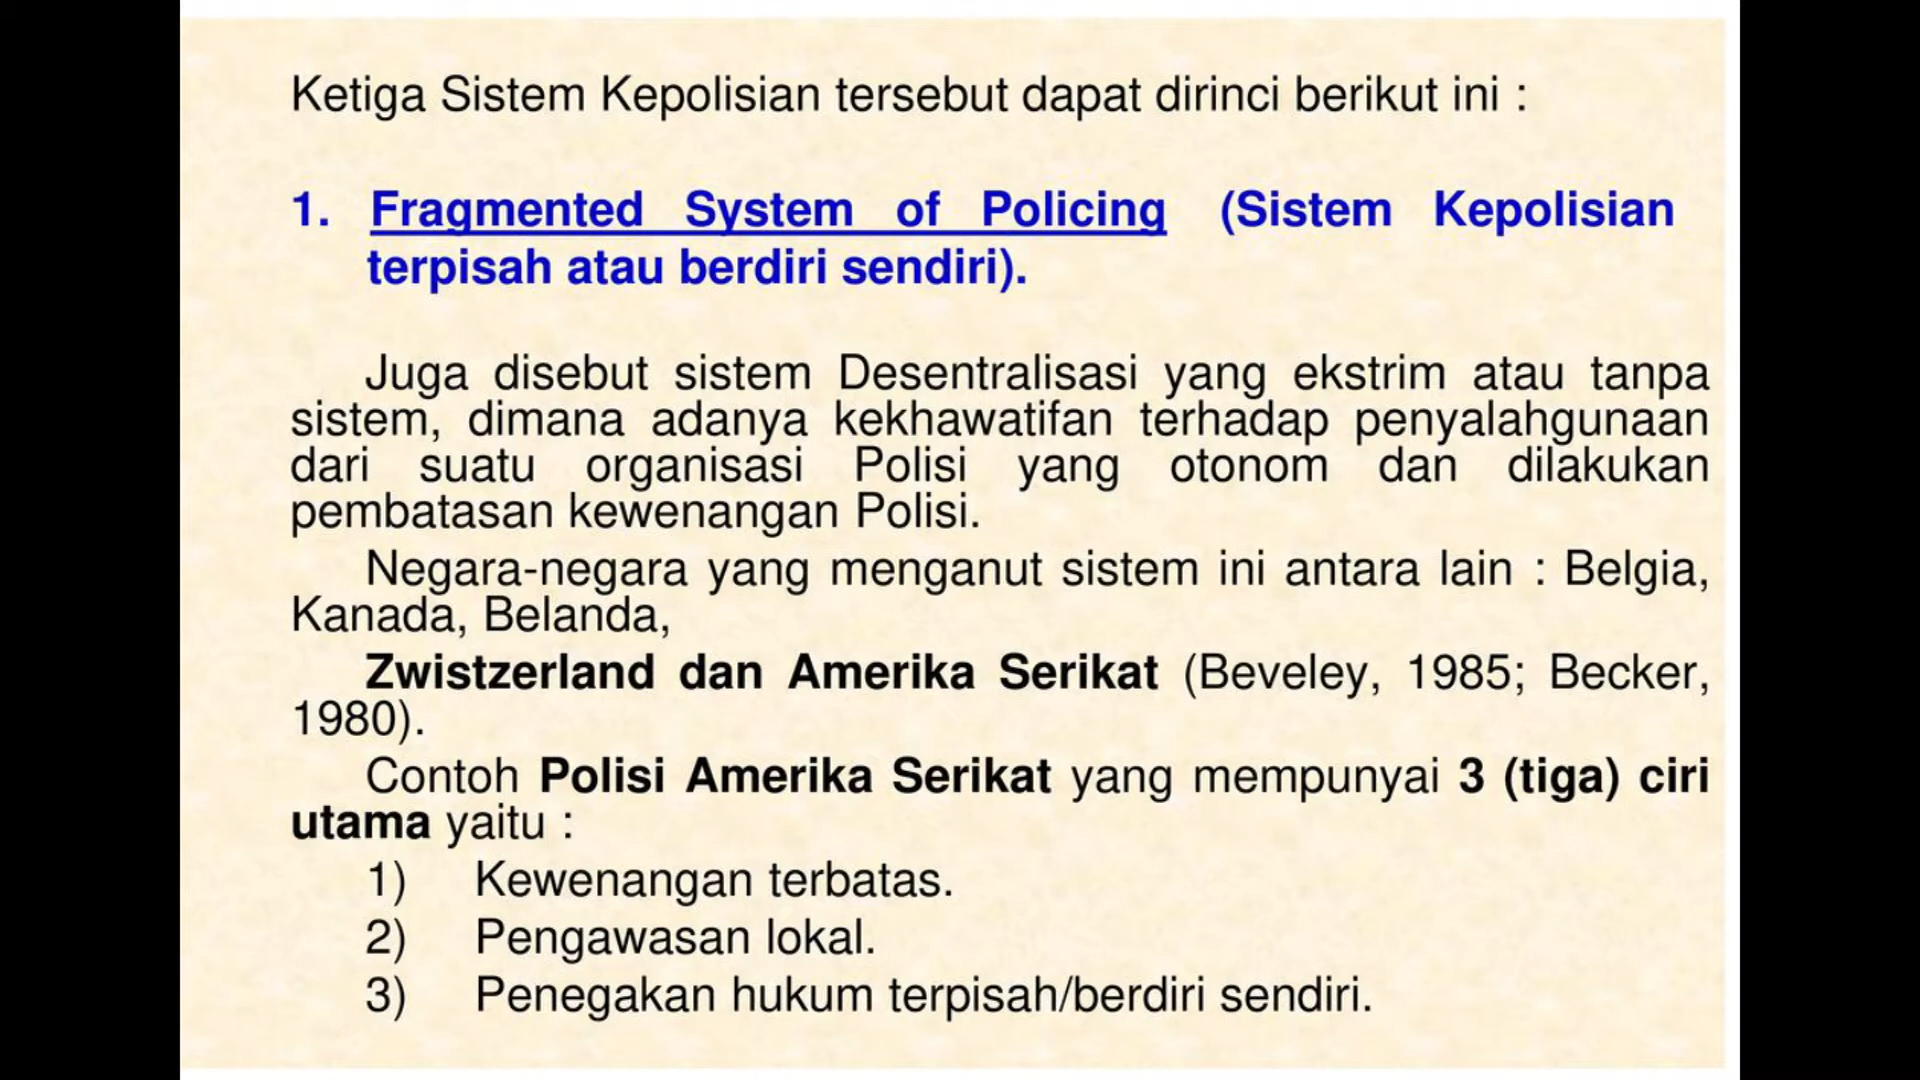 Ketiga Sistem Kepolisian tersebut dapat dirinci berikut ini :
1. Fragmented System of Policing (Sistem Kepolisian
terpisah atau berdiri sendiri).
Juga disebut sistem Desentralisasi yang ekstrim atau tanpa
sistem, dimana adanya kekhawatifan terhadap penyalahgunaan
dari suatu organisasi Polisi yang otonom dan dilakukan
pembatasan kewenangan Polisi.
Negara-negara yang menganut sistem ini antara lain : Belgia,
Kanada, Belanda,
Zwistzerland dan Amerika Serikat (Beveley, 1985; Becker,
1980).
Contoh Polisi Amerika Serikat yang mempunyai 3 (tiga) ciri
utama yaitu :
1) Kewenangan terbatas.
2) Pengawasan lokal.
3) Penegakan hukum terpisah/berdiri sendiri.